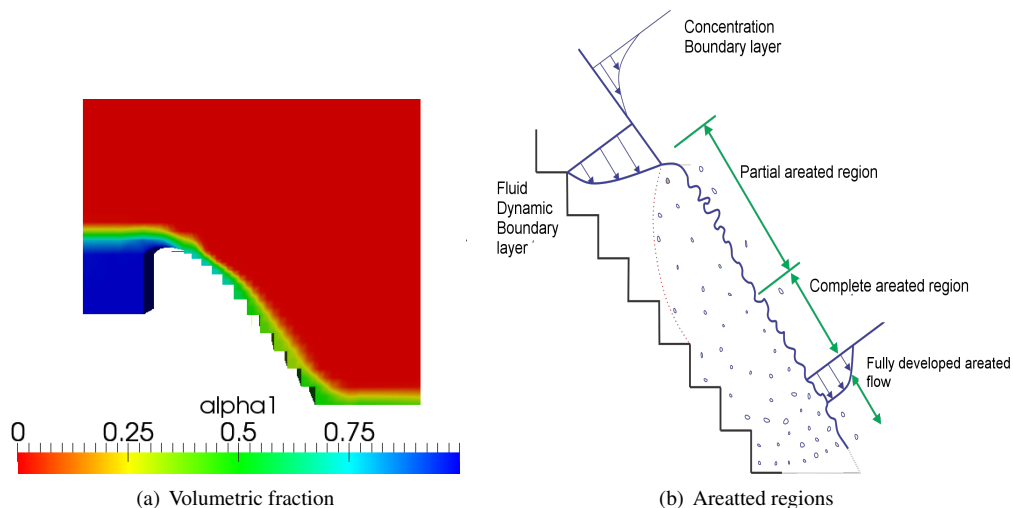 Concentration
Boundary layer
Partial areated region
Fluid
Dynamic
Boundary
layer
Complete areated region
Fully developed areated
flow
alpha1
0 0.25 0.5 0.75
(a) Volumetric fraction
(b) Areatted regions